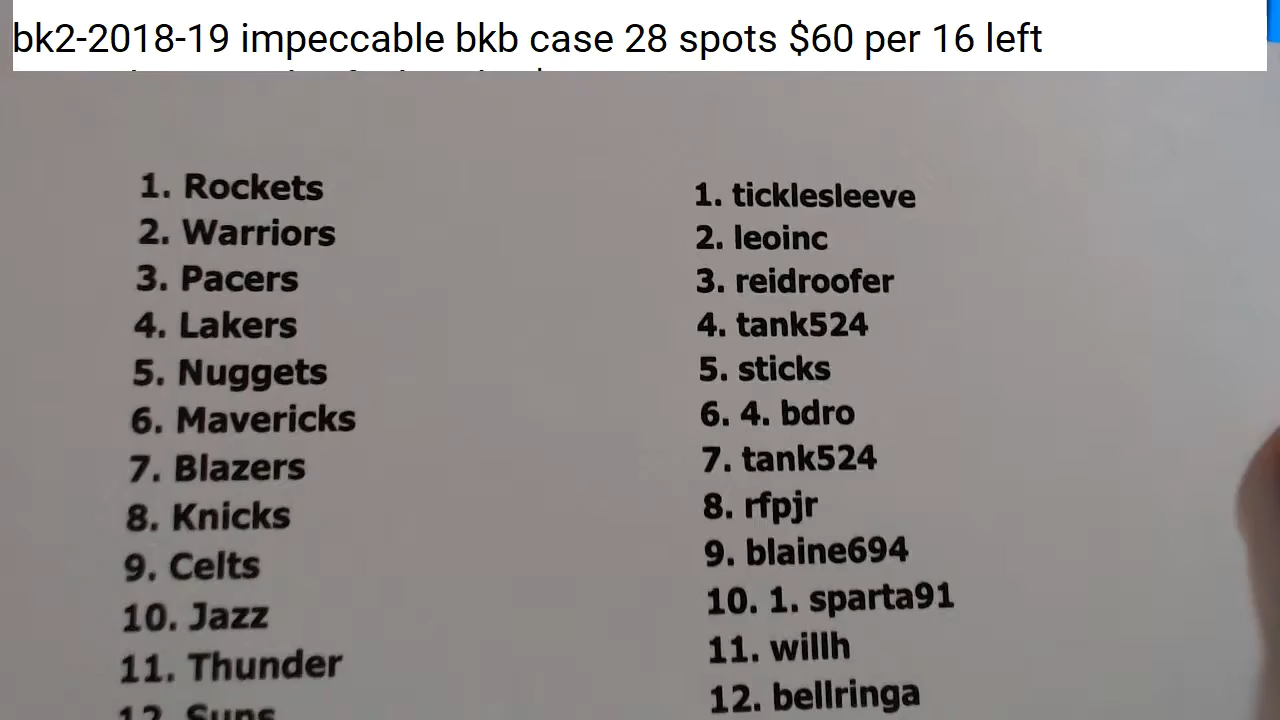 bk2-2018-19 impeccable bkb case 28 spots $60 per 16 left
1. Rockets
2. Warriors
3. Pacers
4. Lakers
5. Nuggets
6. Mavericks
7. Blazers
8. Knicks
9. Celts
10. Jazz
11. Thunder
12. Suns
1. ticklesleeve
2. leoinc
3. reidroofer
4. tank524
5. sticks
6. 4. bdro
7. tank524
8. rfpjr
9. blaine694
10. 1. sparta91
11. willh
12. bellringa